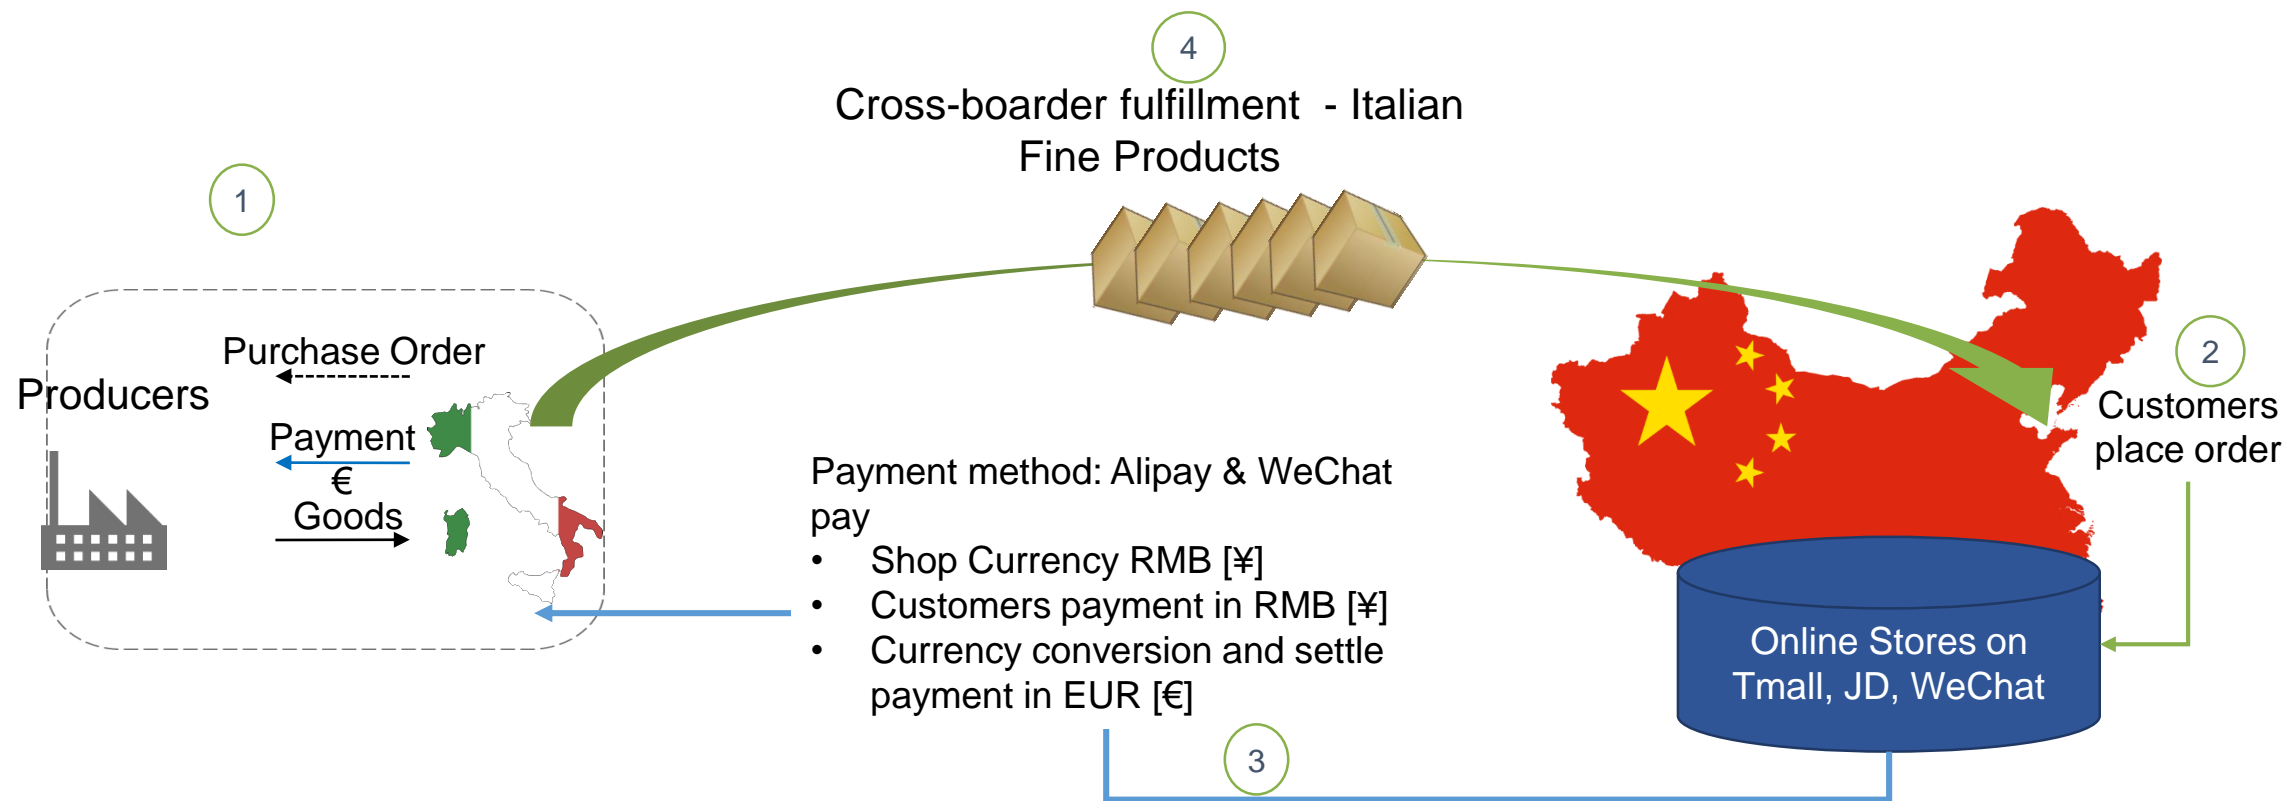 4
Cross-boarder fulfillment - Italian
Fine Products
1
Purchase Order
Producers
Payment
€
Goods
Payment method: Alipay & WeChat
pay
• Shop Currency RMB [¥]
• Customers payment in RMB [¥]
• Currency conversion and settle
payment in EUR [€]
3
2
Customers
place order
Online Stores on
Tmall, JD, WeChat